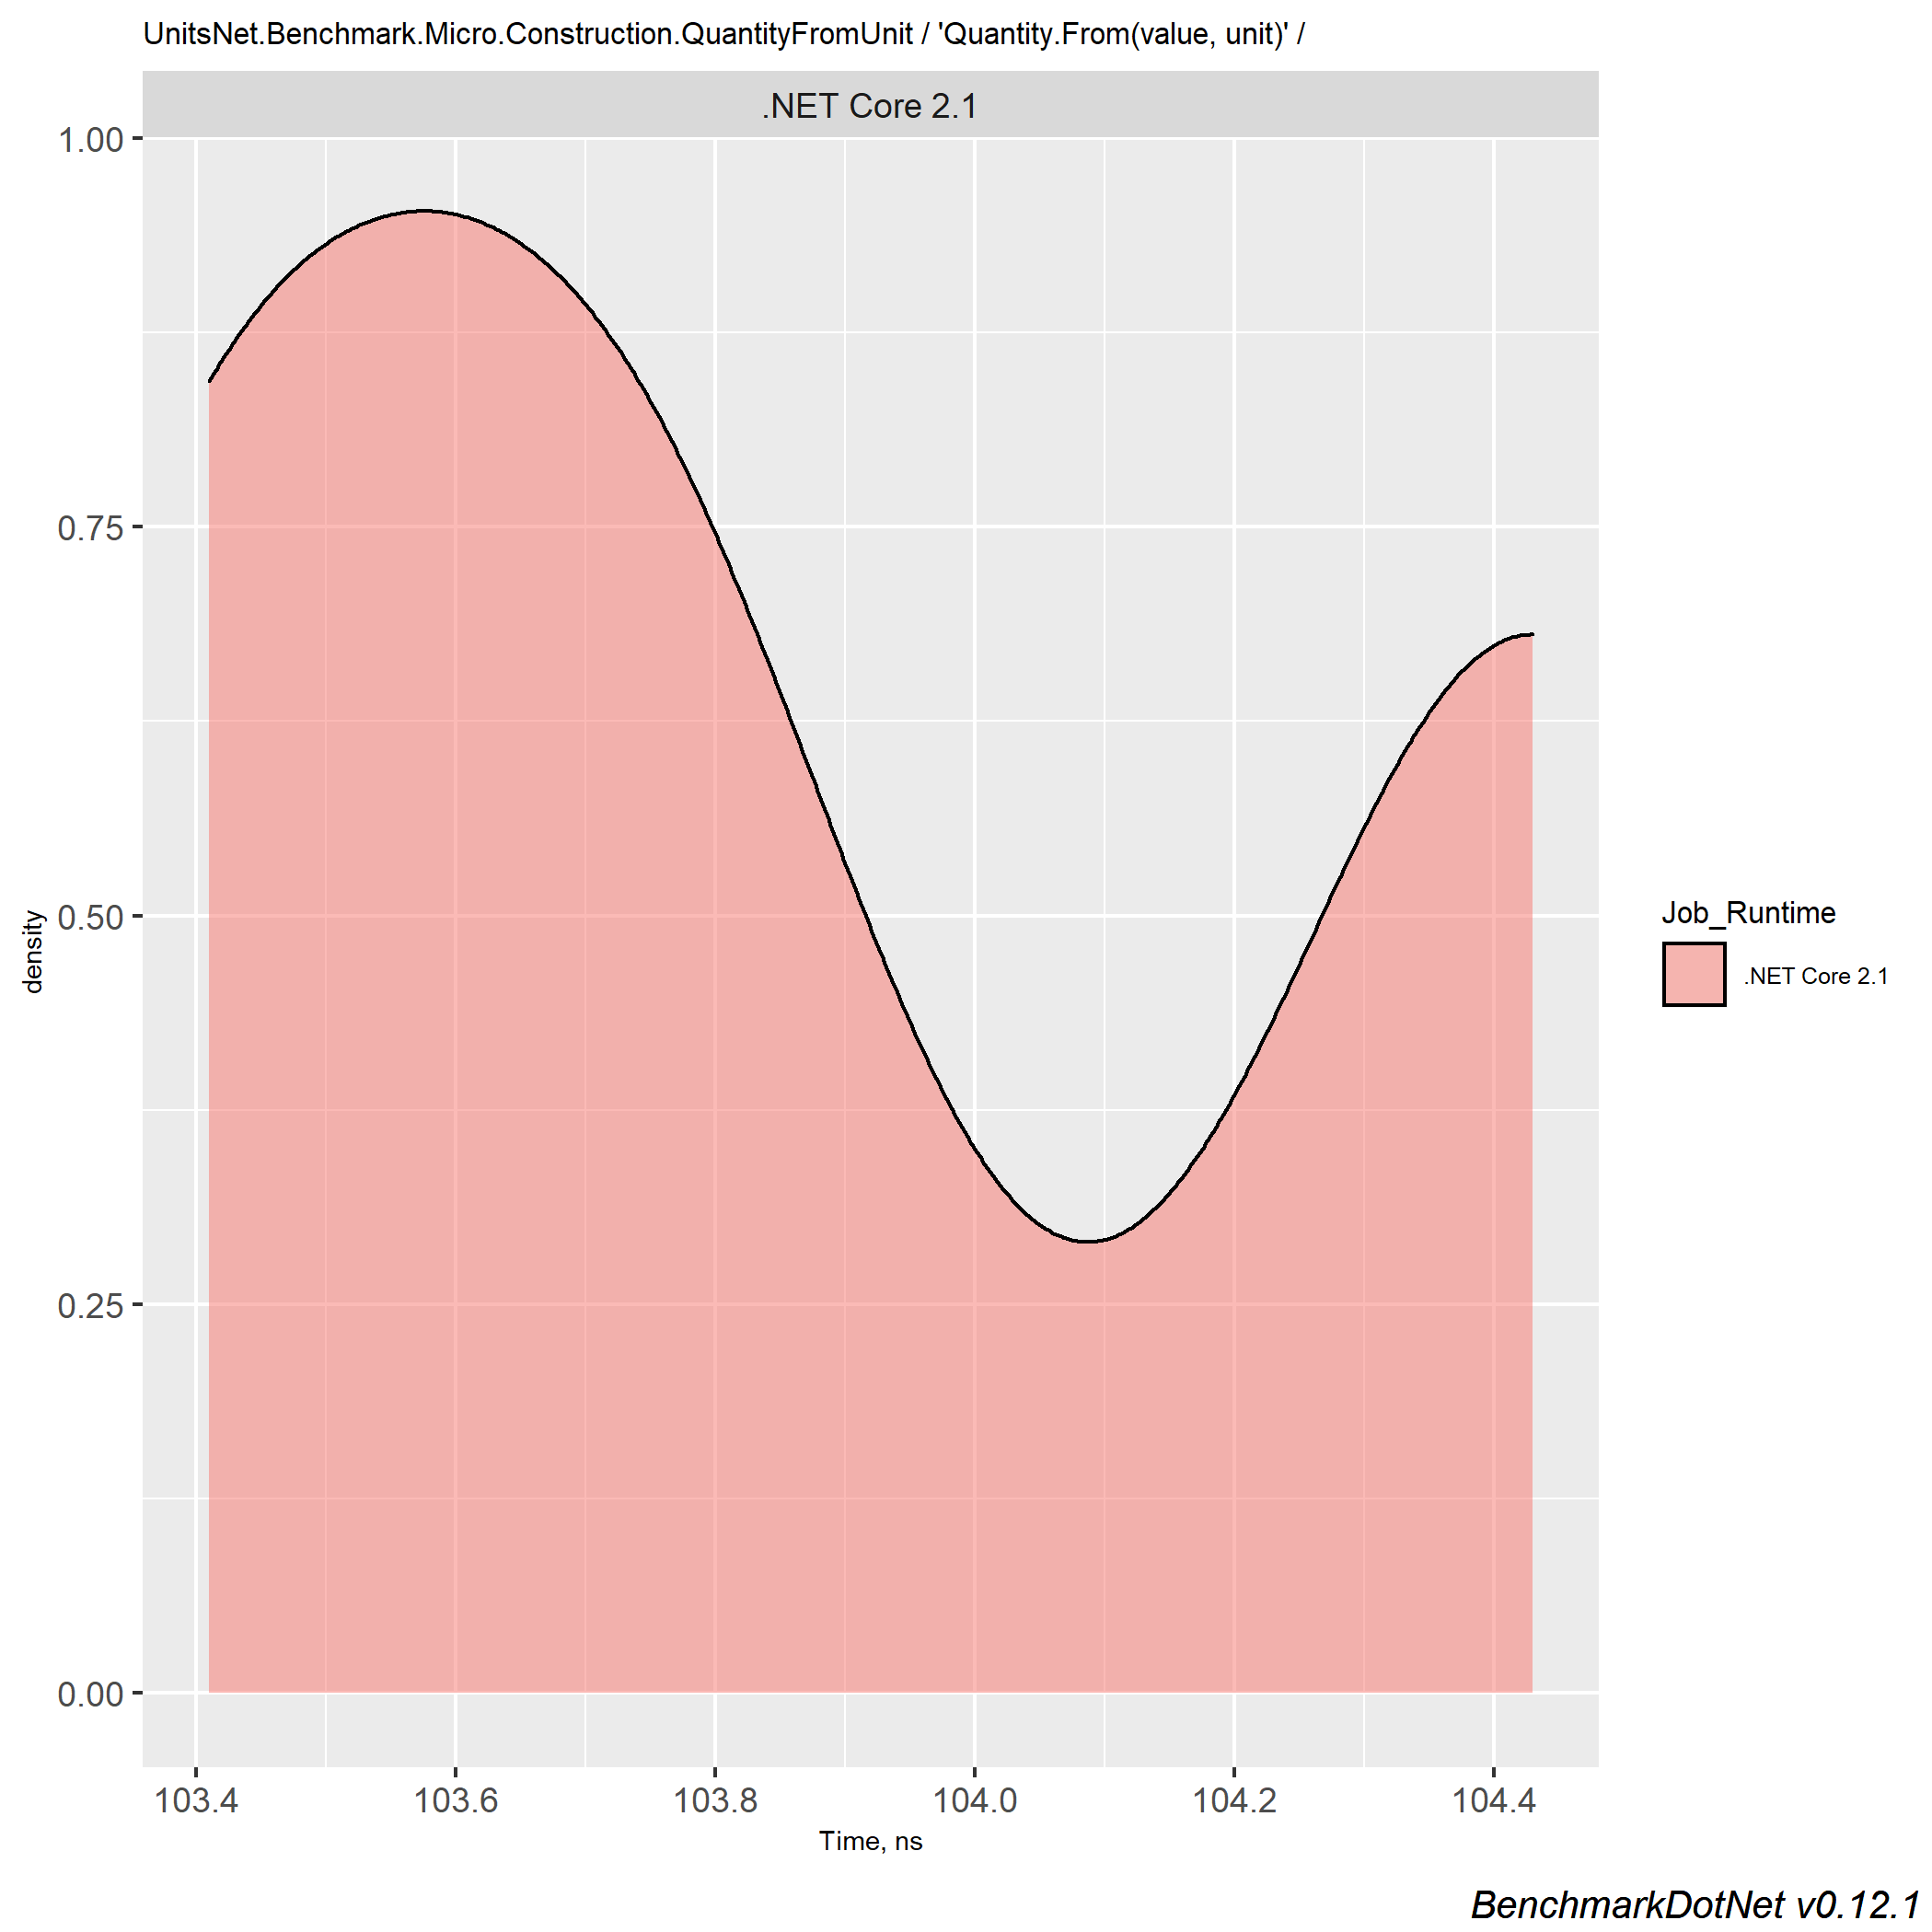 UnitsNet.Benchmark.Micro.Construction.QuantityFromUnit / 'Quantity.From(value, unit)' /
.NET Core 2.1
1.00
0.75
0.50
0.25
0.00
density
103.4 103.6 103.8 104.0 104.2 104.4
Time, ns
Job_Runtime
.NET Core 2.1
BenchmarkDotNet v0.12.1